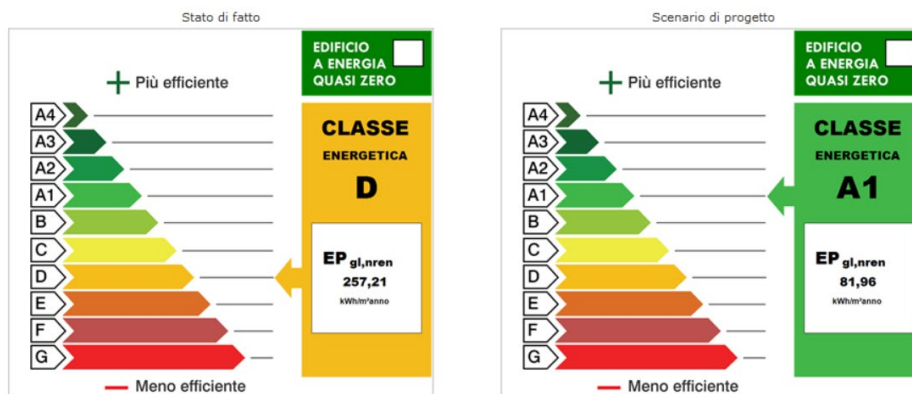 Stato di fatto
EDIFICIO
A ENERGIA
QUASI ZERO
+ Più efficiente
A4
A3
A2
A1
B
C
D
E
F
G
— Meno efficiente
CLASSE
ENERGETICA
D
EP gl,nren
257,21
kWh/m²anno
Scenario di progetto
EDIFICIO
A ENERGIA
QUASI ZERO
+ Più efficiente
A4
A3
A2
A1
B
C
D
E
F
G
— Meno efficiente
CLASSE
ENERGETICA
A1
EP gl,nren
81,96
kWh/m²anno